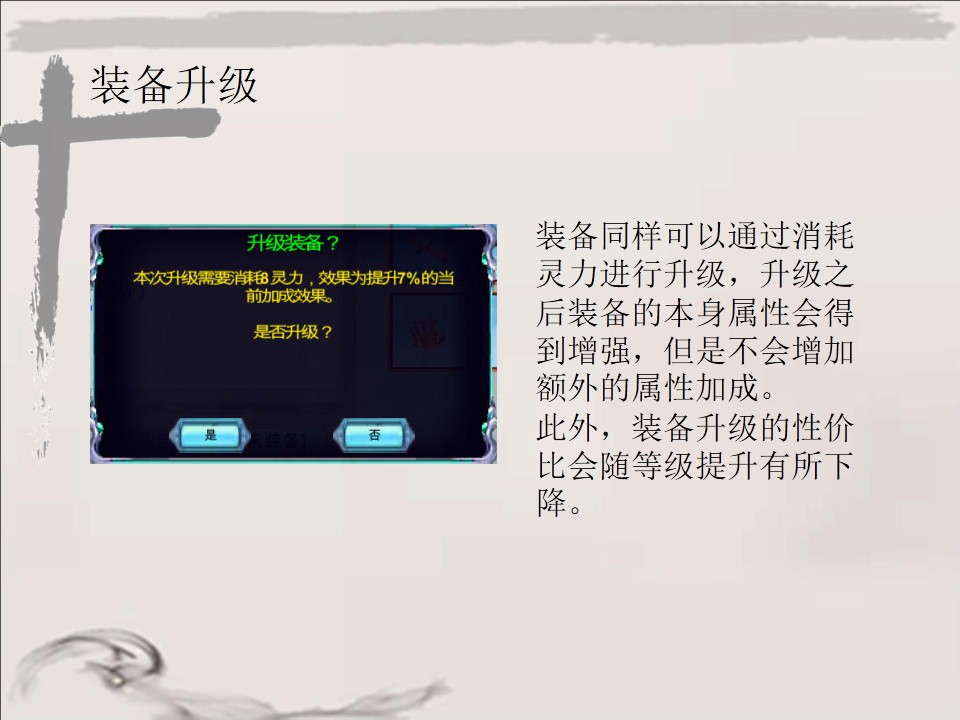 装备升级
升级装备？
本次升级需要消耗8 灵力，效果为提升7%的当
前加成效果。
是否升级？
是
否
装备同样可以通过消耗
灵力进行升级，升级之
后装备的本身属性会得
到增强，但是不会增加
额外的属性加成。
此外，装备升级的性价
比会随等级提升有所下
降。